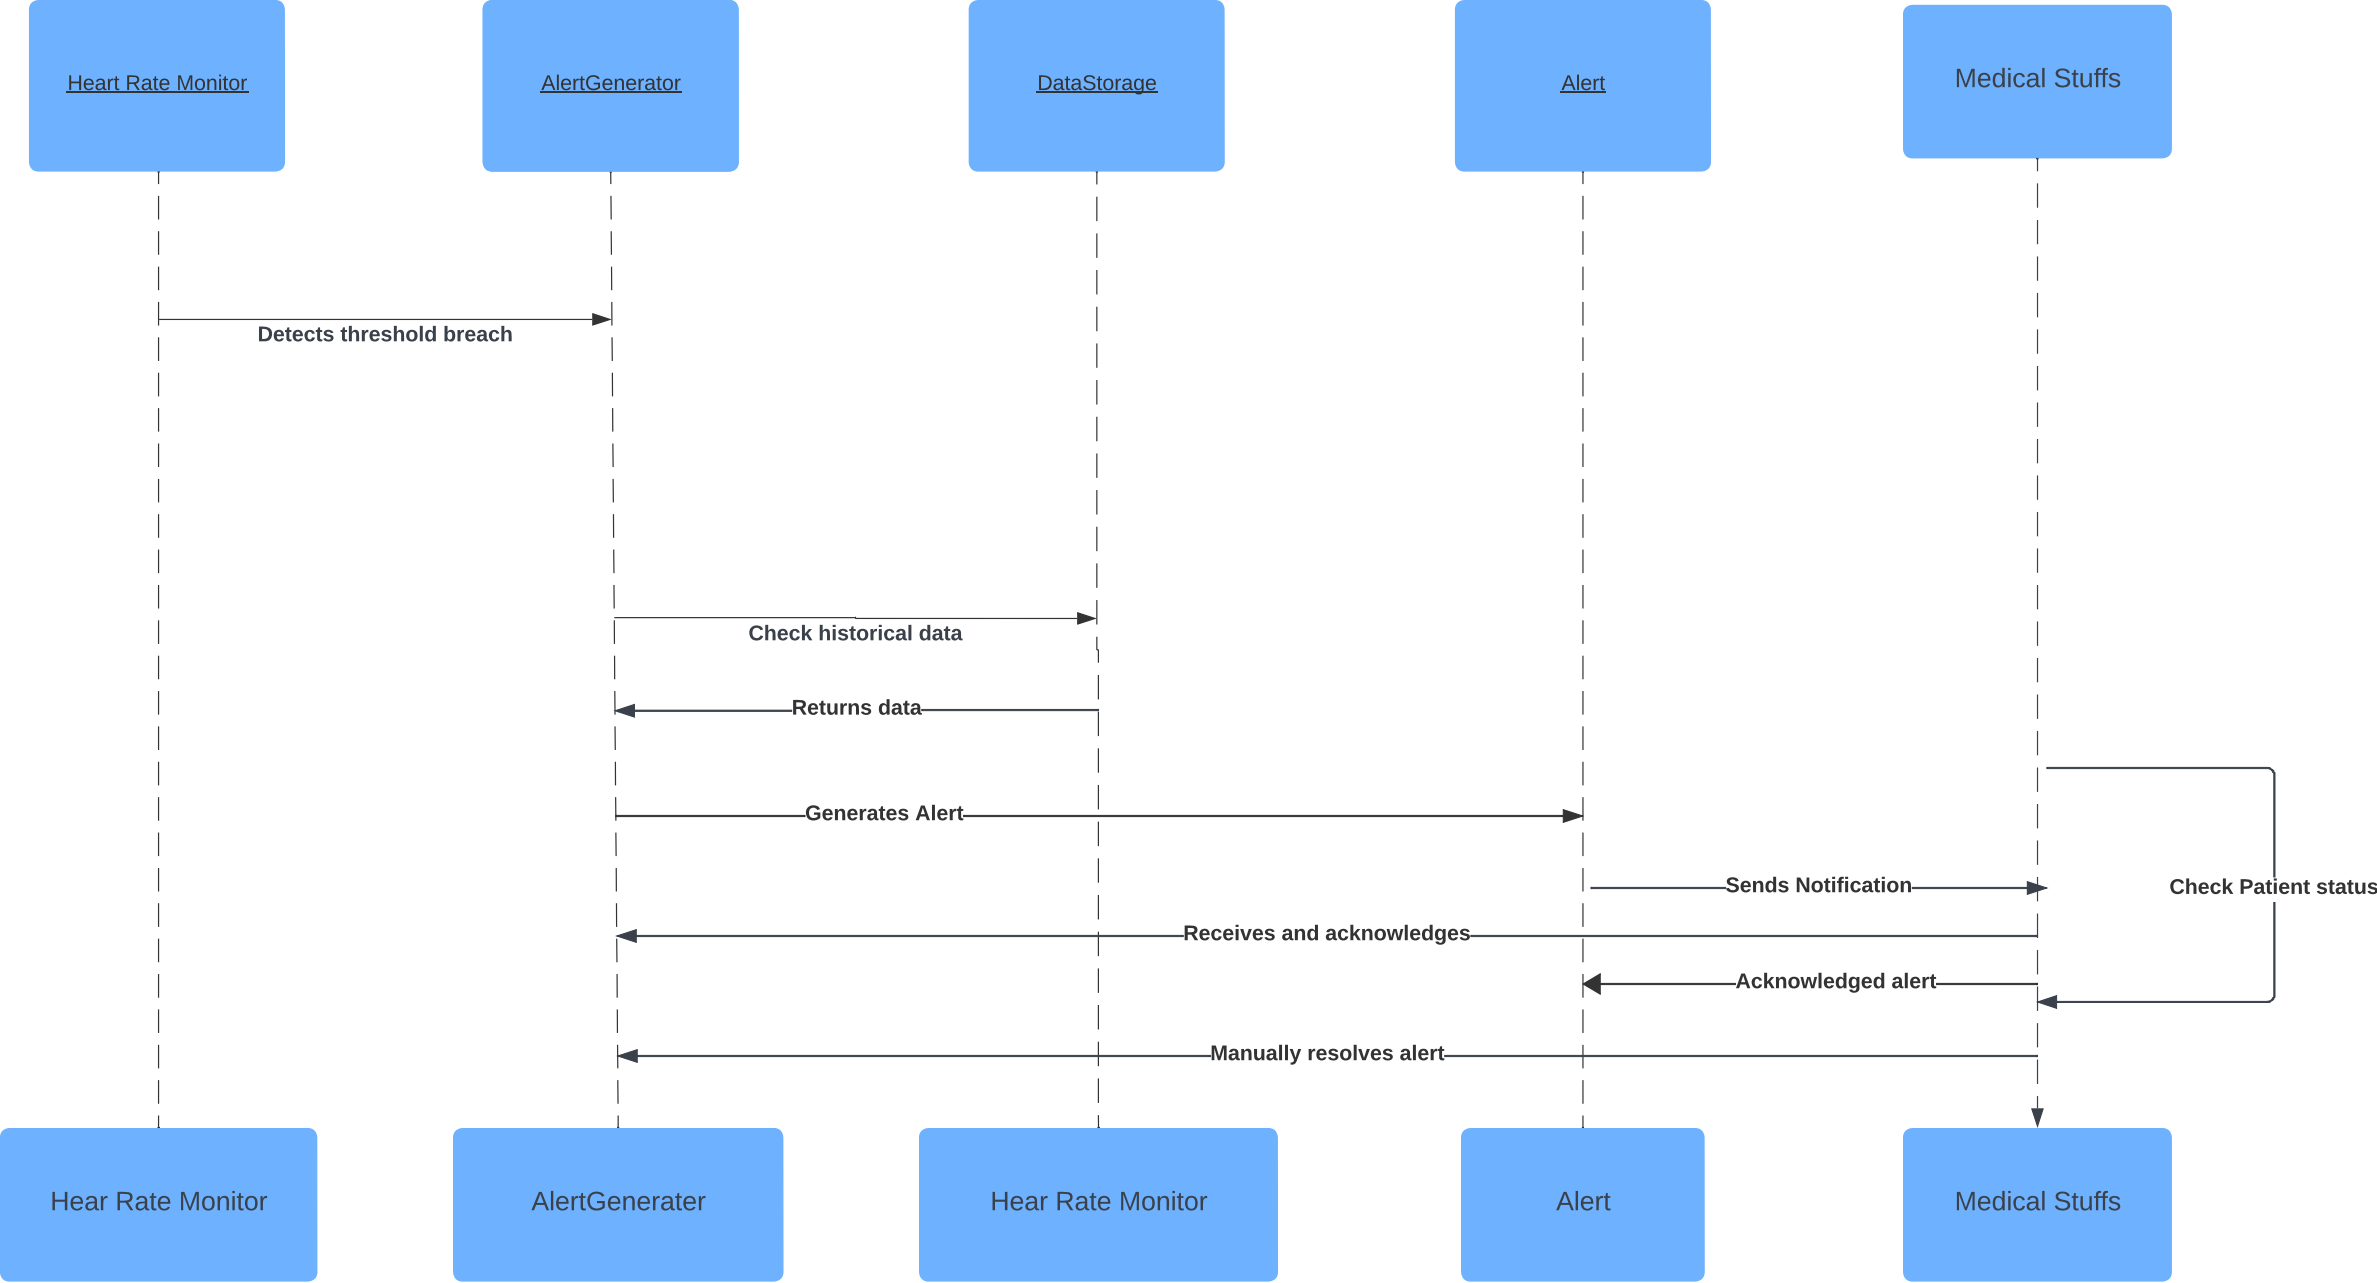 Heart Rate Monitor
AlertGenerator
DataStorage
Alert
Medical Stuffs
Detects threshold breach
Check historical data
Returns data
Generates Alert
Sends Notification
Check Patient status
Receives and acknowledges
Acknowledged alert
Manually resolves alert
Hear Rate Monitor
AlertGenerater
Hear Rate Monitor
Alert
Medical Stuffs